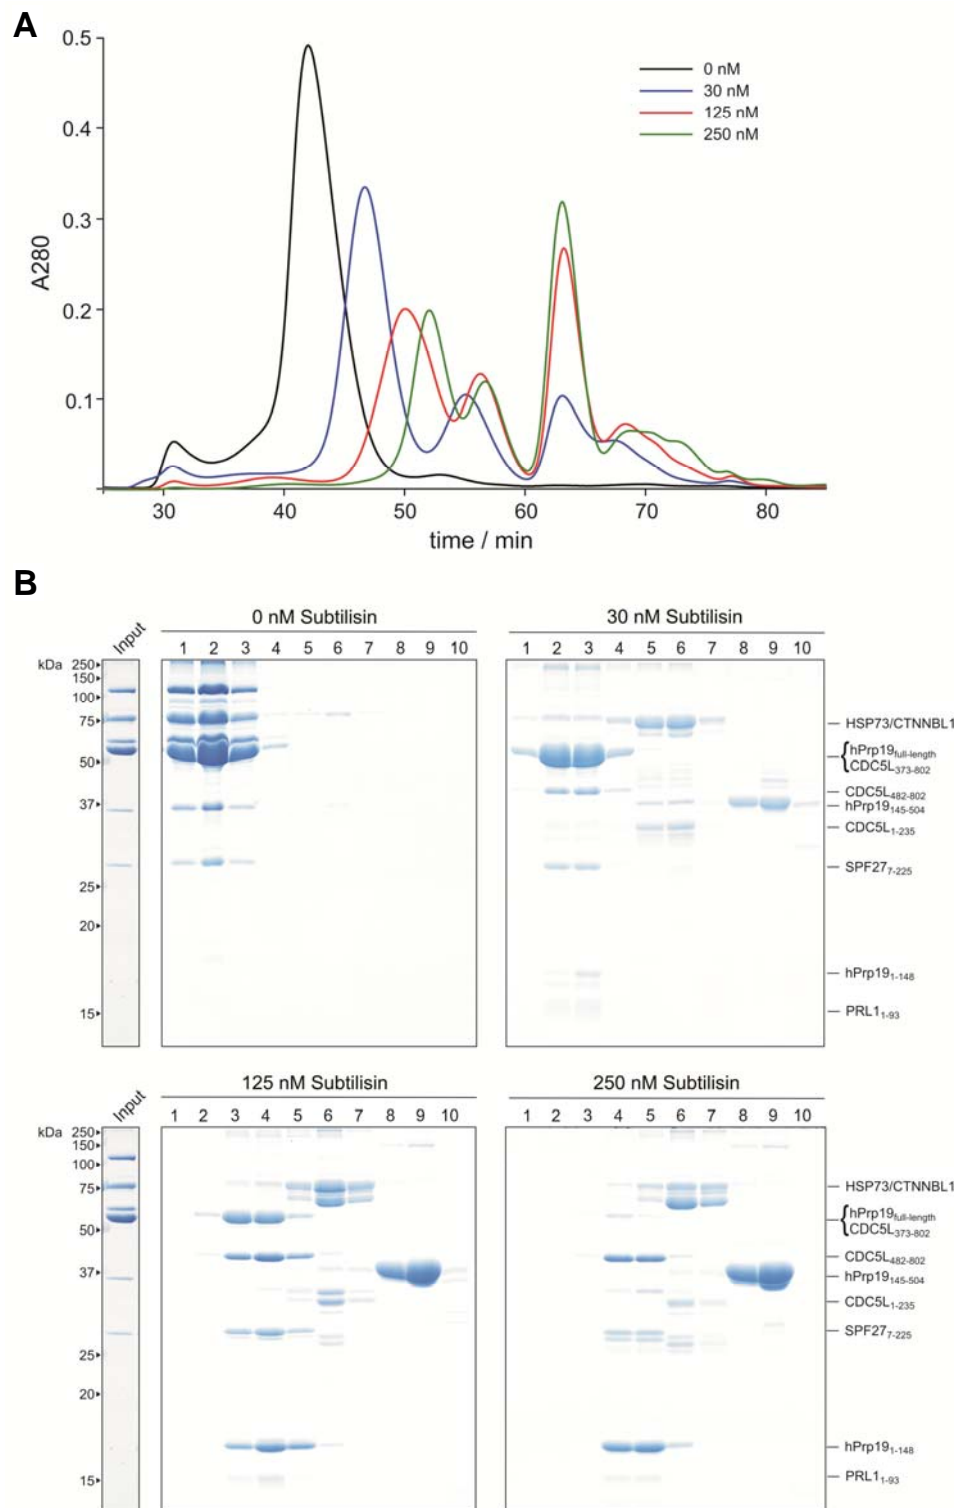 A
0.5
0.4
0.3
0.2
0.1
A280
0 nM
30 nM
125 nM
250 nM
30 40 50 60 70 80
time / min
B
Input
0 nM Subtilisin
30 nM Subtilisin
kDa
1 2 3 4 5 6 7 8 9 10
1 2 3 4 5 6 7 8 9 10
250
150
100
75
50
37
25
20
15
HSP73/CTNNBL1
hPrp19full-length
CDC5L373-802
CDC5L482-802
hPrp19145-504
CDC5L1-235
SPF277-225
hPrp191-148
PRL11-93
Input
125 nM Subtilisin
250 nM Subtilisin
kDa
1 2 3 4 5 6 7 8 9 10
1 2 3 4 5 6 7 8 9 10
250
150
100
75
50
37
25
20
15
HSP73/CTNNBL1
hPrp19full-length
CDC5L373-802
CDC5L482-802
hPrp19145-504
CDC5L1-235
SPF277-225
hPrp191-148
PRL11-93